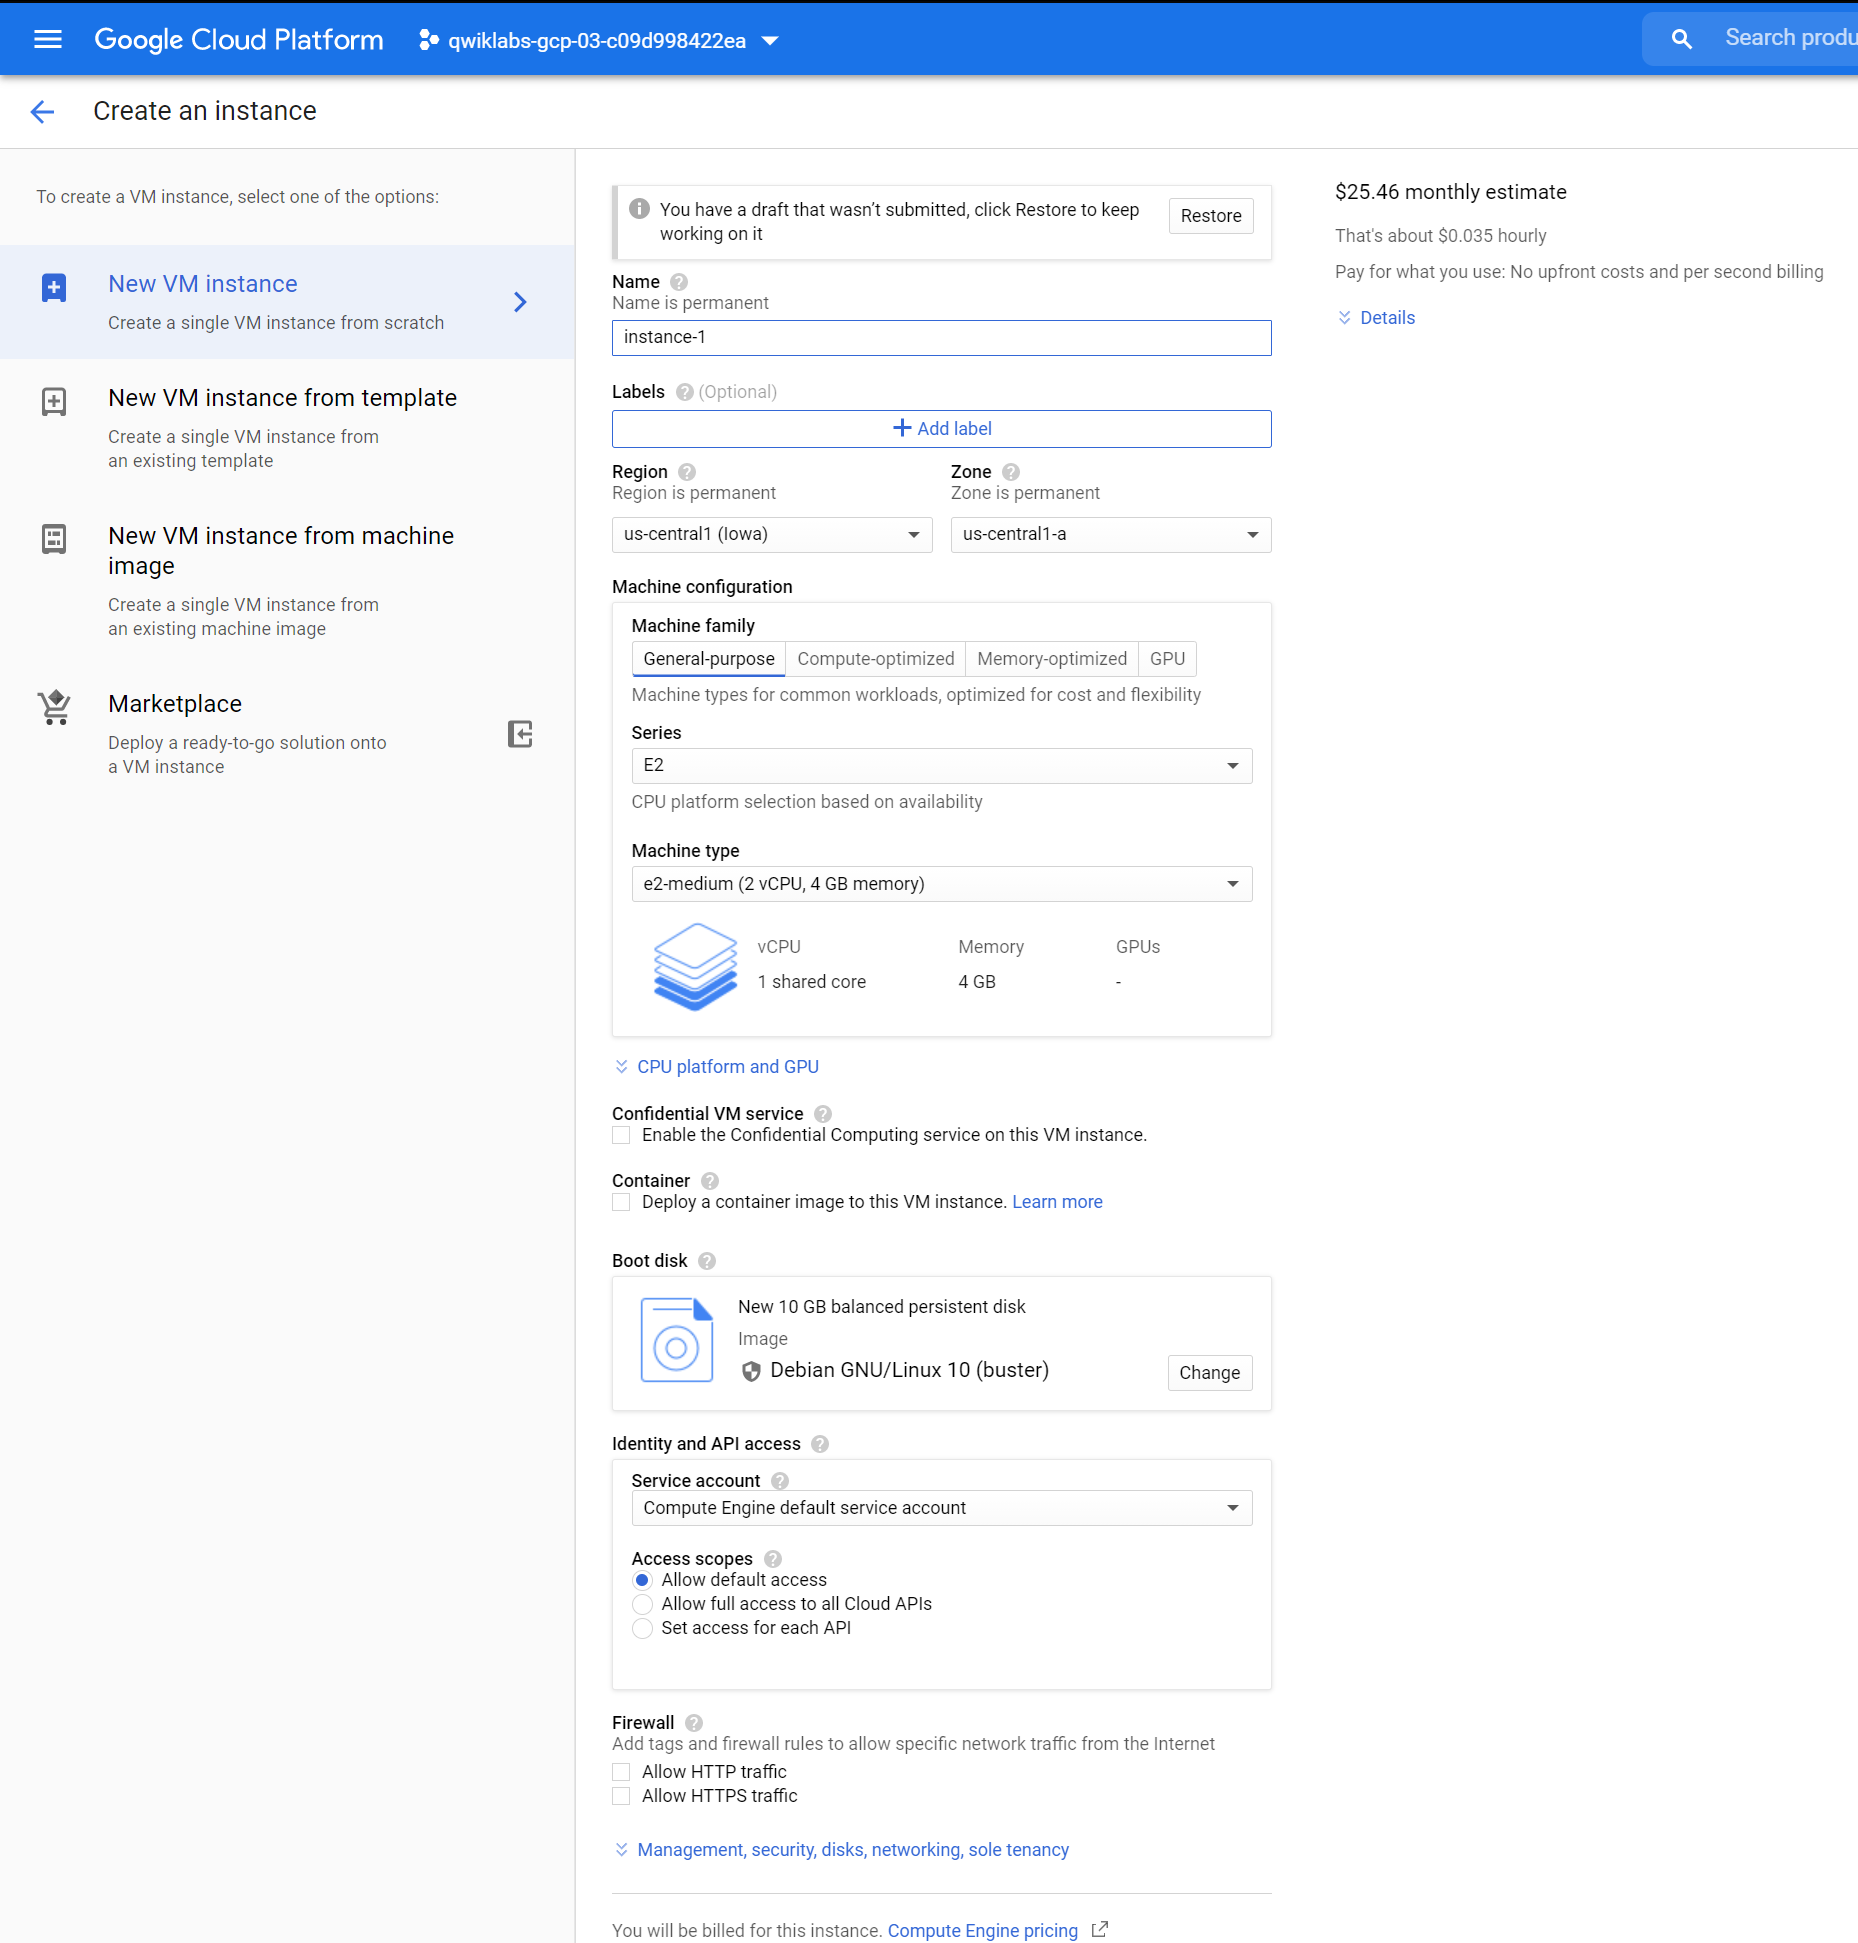 Google Cloud Platform
qwiklabs-gcp-03-c09d998422ea
Search produ
Create an instance
To create a VM instance, select one of the options:
New VM instance
Create a single VM instance from scratch
New VM instance from template
Create a single VM instance from
an existing template
New VM instance from machine
image
Create a single VM instance from
an existing machine image
Marketplace
Deploy a ready-to-go solution onto
a VM instance
You have a draft that wasn't submitted, click Restore to keep
working on it
Restore
Name
Name is permanent
instance-1
Labels (Optional)
Add label
Region
Region is permanent
us-central1 (Iowa)
Zone
Zone is permanent
us-central1-a
Machine configuration
Machine family
General-purpose Compute-optimized Memory-optimized GPU
Machine types for common workloads, optimized for cost and flexibility
Series
E2
CPU platform selection based on availability
Machine type
e2-medium (2 vCPU, 4 GB memory)
vCPU Memory GPUs
1 shared core 4 GB -
CPU platform and GPU
Confidential VM service
Enable the Confidential Computing service on this VM instance.
Container
Deploy a container image to this VM instance. Learn more
Boot disk
New 10 GB balanced persistent disk
Image
Debian GNU/Linux 10 (buster)
Change
Identity and API access
Service account
Compute Engine default service account
Access scopes
Allow default access
Allow full access to all Cloud APIs
Set access for each API
Firewall
Add tags and firewall rules to allow specific network traffic from the Internet
Allow HTTP traffic
Allow HTTPS traffic
Management, security, disks, networking, sole tenancy
You will be billed for this instance. Compute Engine pricing
$25.46 monthly estimate
That's about $0.035 hourly
Pay for what you use: No upfront costs and per second billing
Details